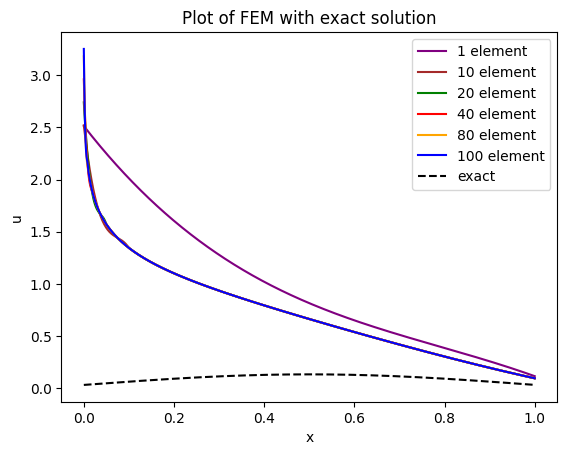 Plot of FEM with exact solution
1 element
10 element
20 element
40 element
80 element
100 element
exact
u
3.0
2.5
2.0
1.5
1.0
0.5
0.0
0.0 0.2 0.4 0.6 0.8 1.0
x